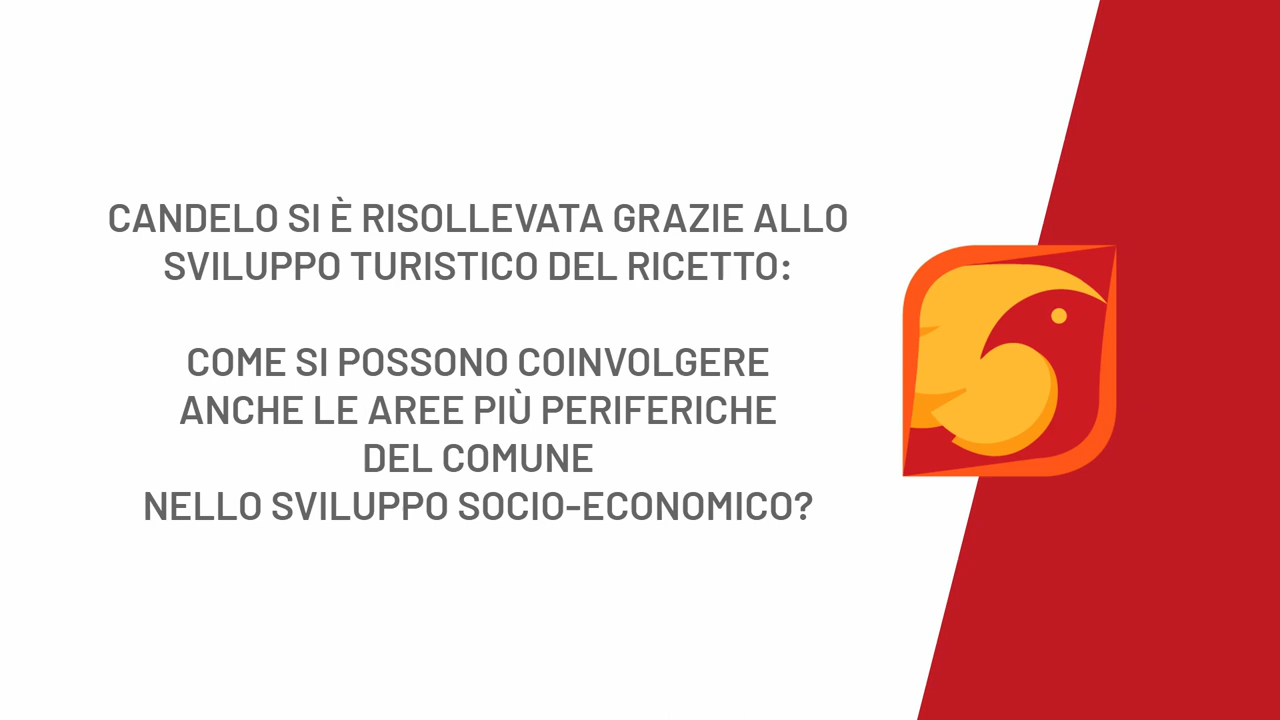 CANDELO SI È RISOLLEVATA GRAZIE ALLO
SVILUPPO TURISTICO DEL RICETTO:
COME SI POSSONO COINVOLGERE
ANCHE LE AREE PIÙ PERIFERICHE
DEL COMUNE
NELLO SVILUPPO SOCIO-ECONOMICO?